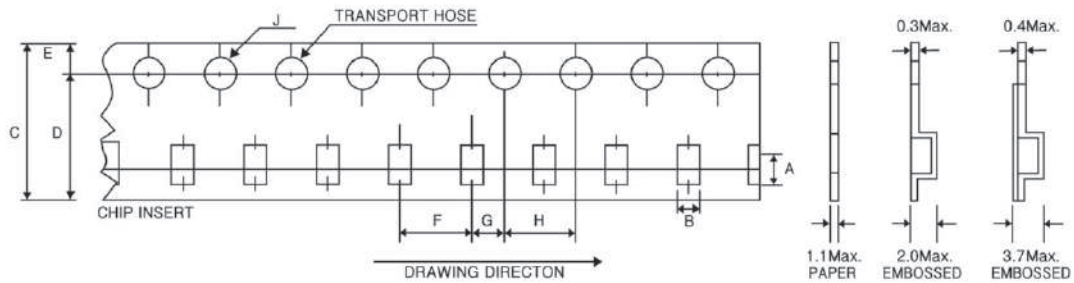 J
TRANSPORT HOSE
E
C
D
A
B
CHIP INSERT
F
G
H
DRAWING DIRECTON
0.3Max.
0.4Max.
1.1Max.
PAPER
2.0Max.
EMBOSSED
3.7Max.
EMBOSSED